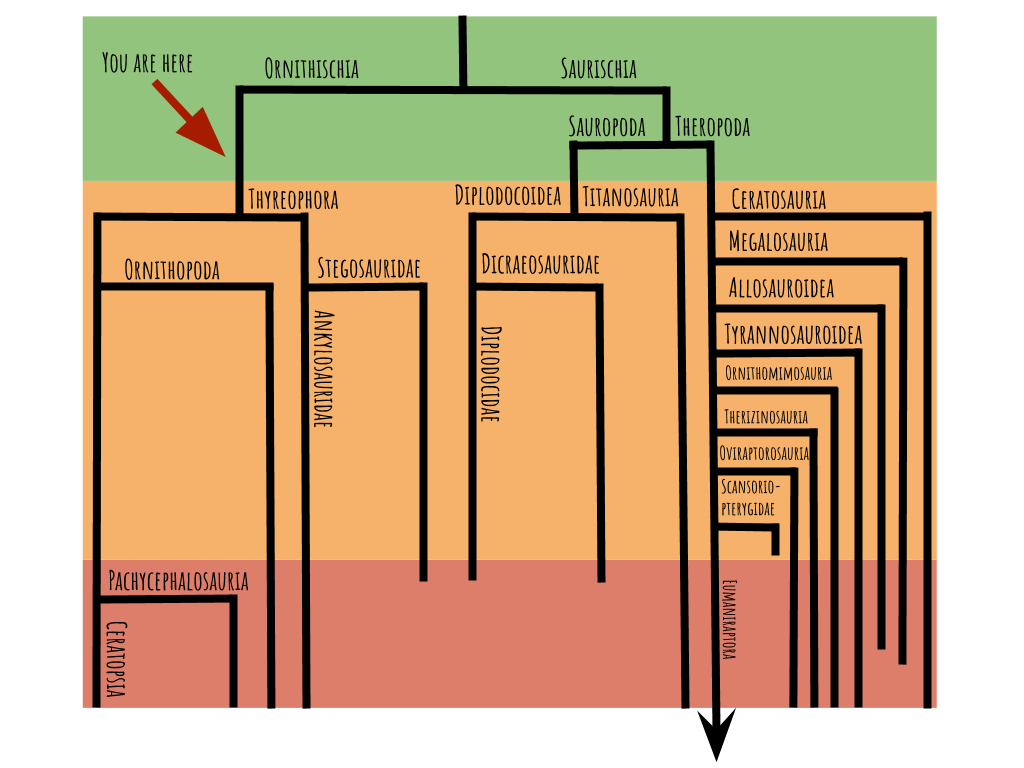 You are here
Ornithischia
Saurischia
Sauropoda
Theropoda
Thyreophora
Diplodocoidea
Titanosauria
Ceratosauria
Megalosauria
Ornithopoda
Stegosauridae
Dicraeosauridae
Allosauroidea
Ankylosauridae
Diplodocidae
Tyrannosauroidea
Ornithomimosauria
Therizinosauria
Oviraptorosauria
Scansorio-
pterygidae
Pachycephalosauria
Ceratopsia
Eumaniraptora